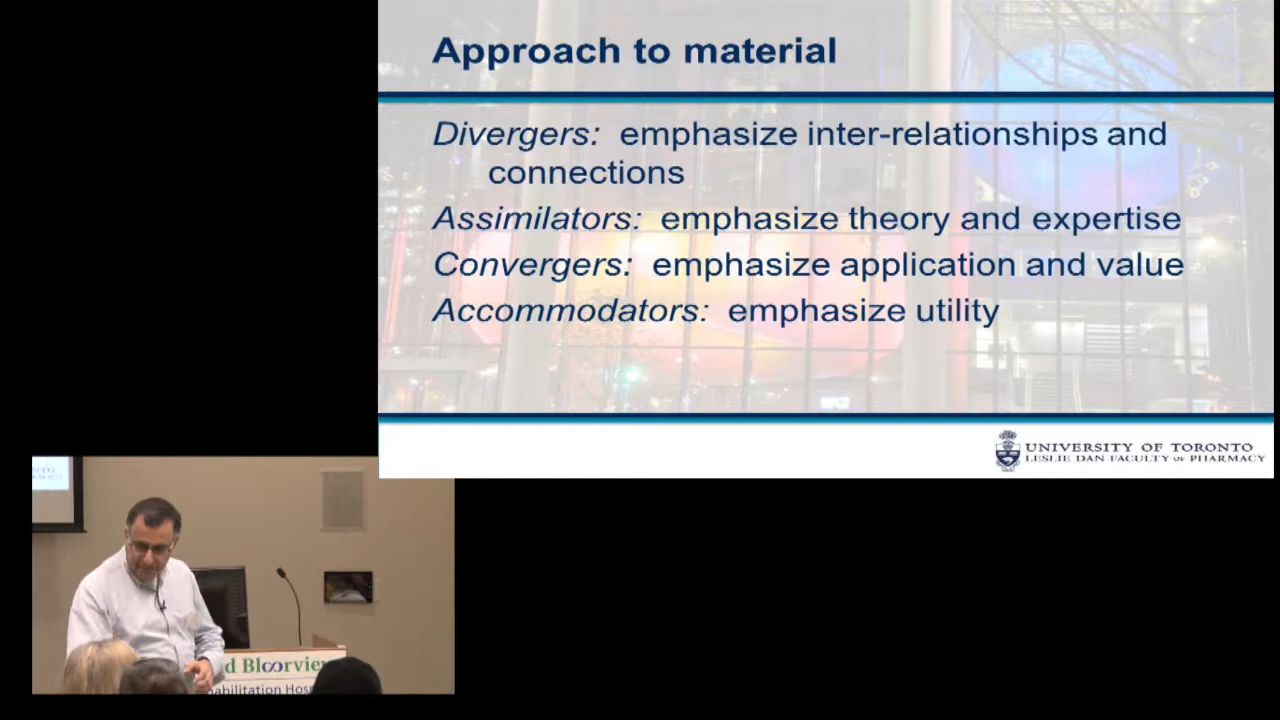 Approach to material
Divergers: emphasize inter-relationships and
connections
Assimilators: emphasize theory and expertise
Convergers: emphasize application and value
Accommodators: emphasize utility
UNIVERSITY OF TORONTO
LESLIE DAN FACULTY OF PHARMACY
d Bloorview